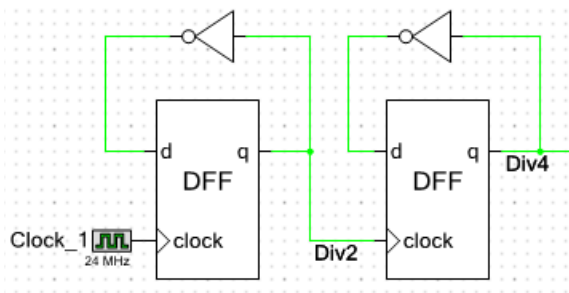 d q
DFF
Clock_1
24 MHz
clock
Div2
d q
DFF
clock
Div4